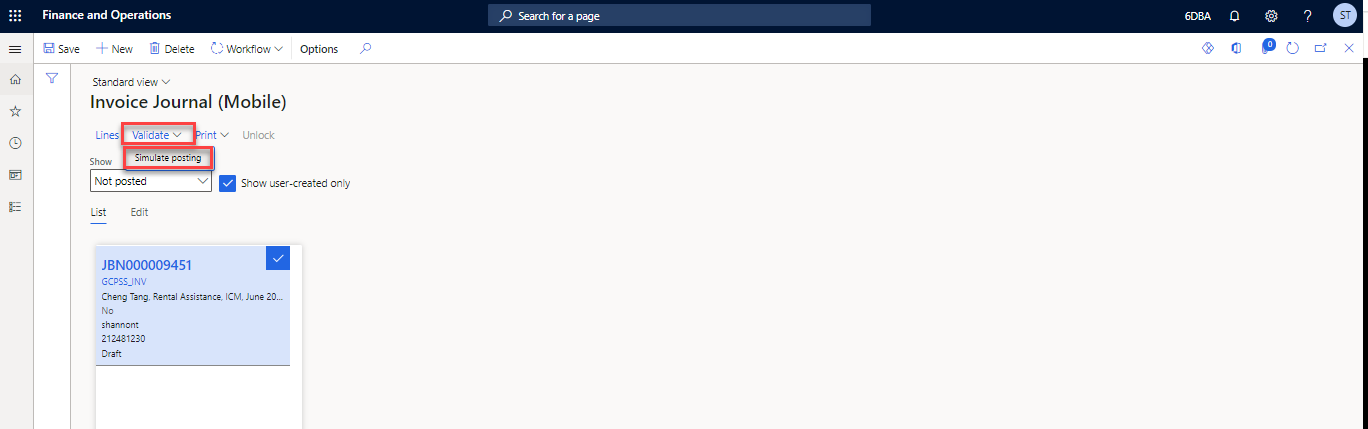 Finance and Operations
Search for a page
6DBA
?
ST
Save
New
Delete
Workflow
Options
0
Standard view
Invoice Journal (Mobile)
Lines
Validate
Print
Unlock
Simulate posting
Show
Not posted
Show user-created only
List
Edit
JBN000009451
GCPSS_INV
Cheng Tang, Rental Assistance, ICM, June 20...
No
shannont
212481230
Draft